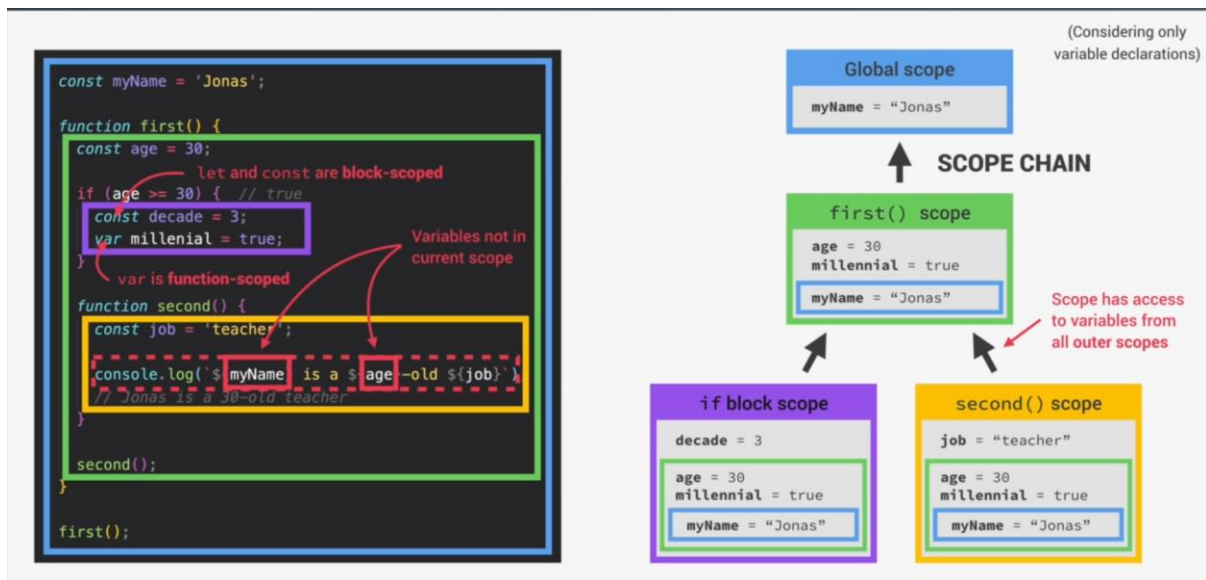 const myName = 'Jonas';
function first() {
const age = 30;
let and const are block-scoped
if (age >= 30) { // true
const decade = 3;
var millenial = true;
}
var is function-scoped
Variables not in
current scope
function second() {
const job = 'teacher';
console.log(`${myName} is a ${age}-old ${job}`)
// Jonas is a 30-old teacher
}
second();
}
first();
(Considering only
variable declarations)
Global scope
myName = “Jonas”
SCOPE CHAIN
first() scope
age = 30
millennial = true
myName = “Jonas”
Scope has access
to variables from
all outer scopes
if block scope
decade = 3
age = 30
millennial = true
myName = “Jonas”
second() scope
job = “teacher”
age = 30
millennial = true
myName = “Jonas”